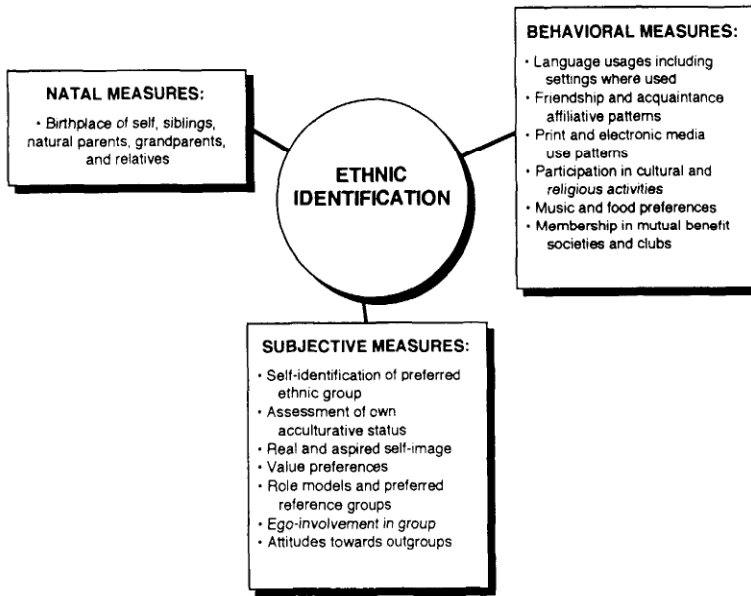 NATAL MEASURES:
• Birthplace of self, siblings,
natural parents, grandparents,
and relatives
ETHNIC
IDENTIFICATION
BEHAVIORAL MEASURES:
• Language usages including
settings where used
• Friendship and acquaintance
affiliative patterns
• Print and electronic media
use patterns
• Participation in cultural and
religious activities
• Music and food preferences
• Membership in mutual benefit
societies and clubs
SUBJECTIVE MEASURES:
• Self-identification of preferred
ethnic group
• Assessment of own
acculturative status
• Real and aspired self-image
• Value preferences
• Role models and preferred
reference groups
• Ego-involvement in group
• Attitudes towards outgroups